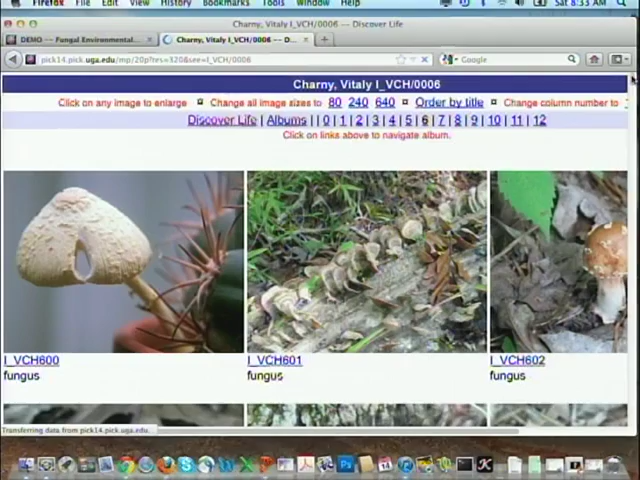 Firefox File Edit View History Bookmarks Tools Window Help Sat 8:33 AM
Charny, Vitaly I_VCH/0006 -- Discover Life
DEMO -- Fungal Environmental... Charny, Vitaly I_VCH/0006 -- D...
pick14.pick.uga.edu/mp/20p?res=320&see=I_VCH/0006 Google
Charny, Vitaly I_VCH/0006
Click on any image to enlarge ¤ Change all image sizes to 80 240 640 ¤ Order by title ¤ Change column number to
Discover Life | Albums | | 0 | 1 | 2 | 3 | 4 | 5 | 6 | 7 | 8 | 9 | 10 | 11 | 12
Click on links above to navigate album.
I_VCH600 I_VCH601 I_VCH602
fungus fungus fungus
Transferring data from pick14.pick.uga.edu...